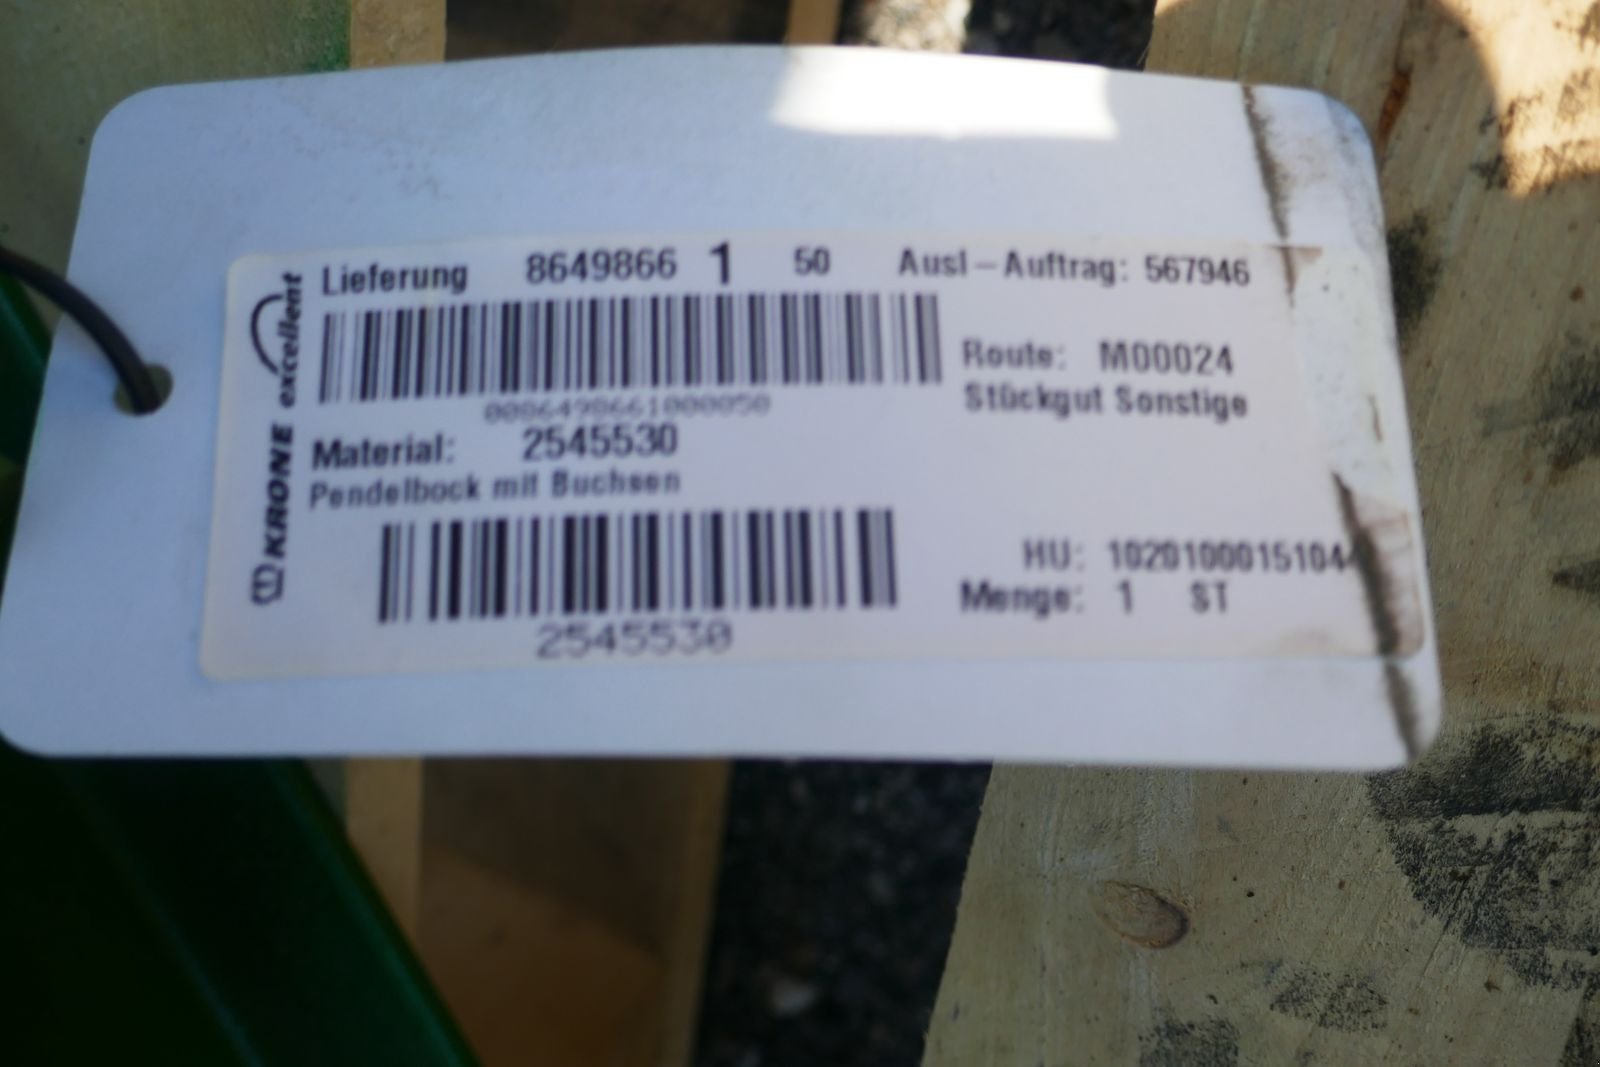 Lieferung 8649866 1 50 Ausl-Auftrag: 567946
0086498661000050
Route: M00024
Stückgut Sonstige
Material: 2545530
Pendelbock mit Buchsen
HU: 1020100015104
Menge: 1 ST
2545530
KRONE excellent